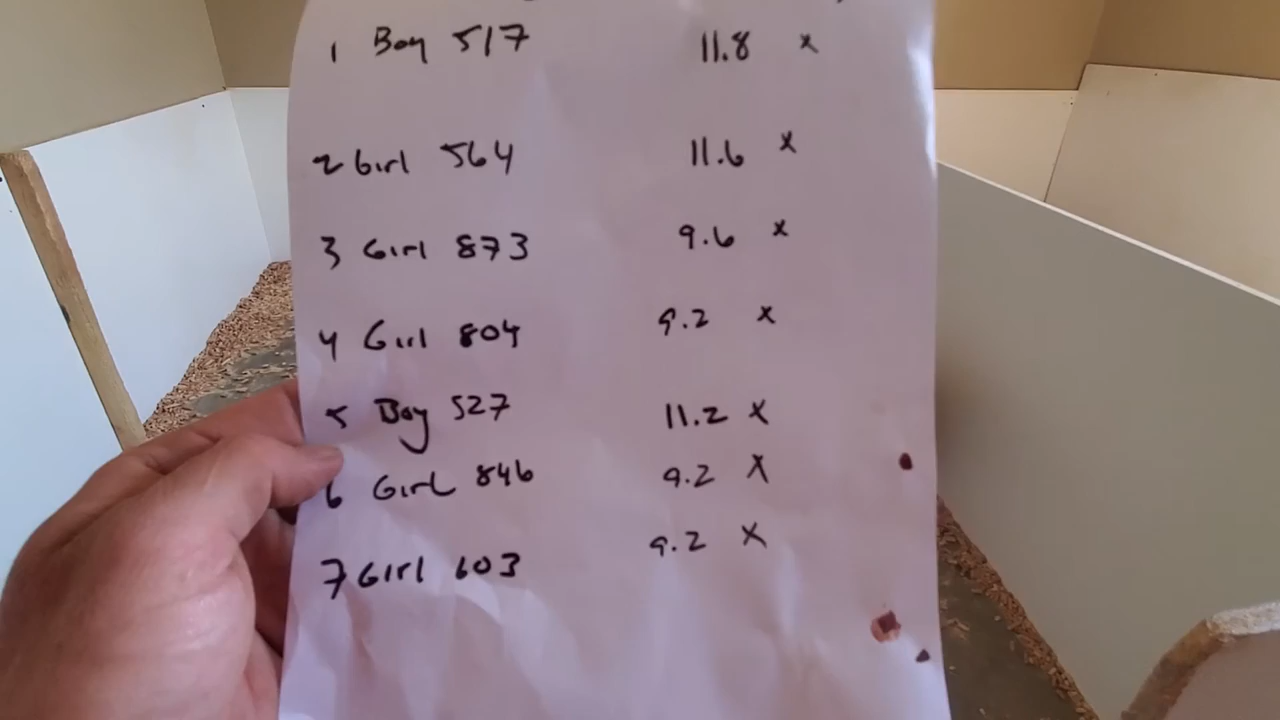 1 Boy 517 11.8 x
2 Girl 564 11.6 x
3 Girl 873 9.6 x
4 Girl 804 9.2 x
5 Boy 527 11.2 x
6 Girl 846 9.2 x
7 Girl 603 9.2 x